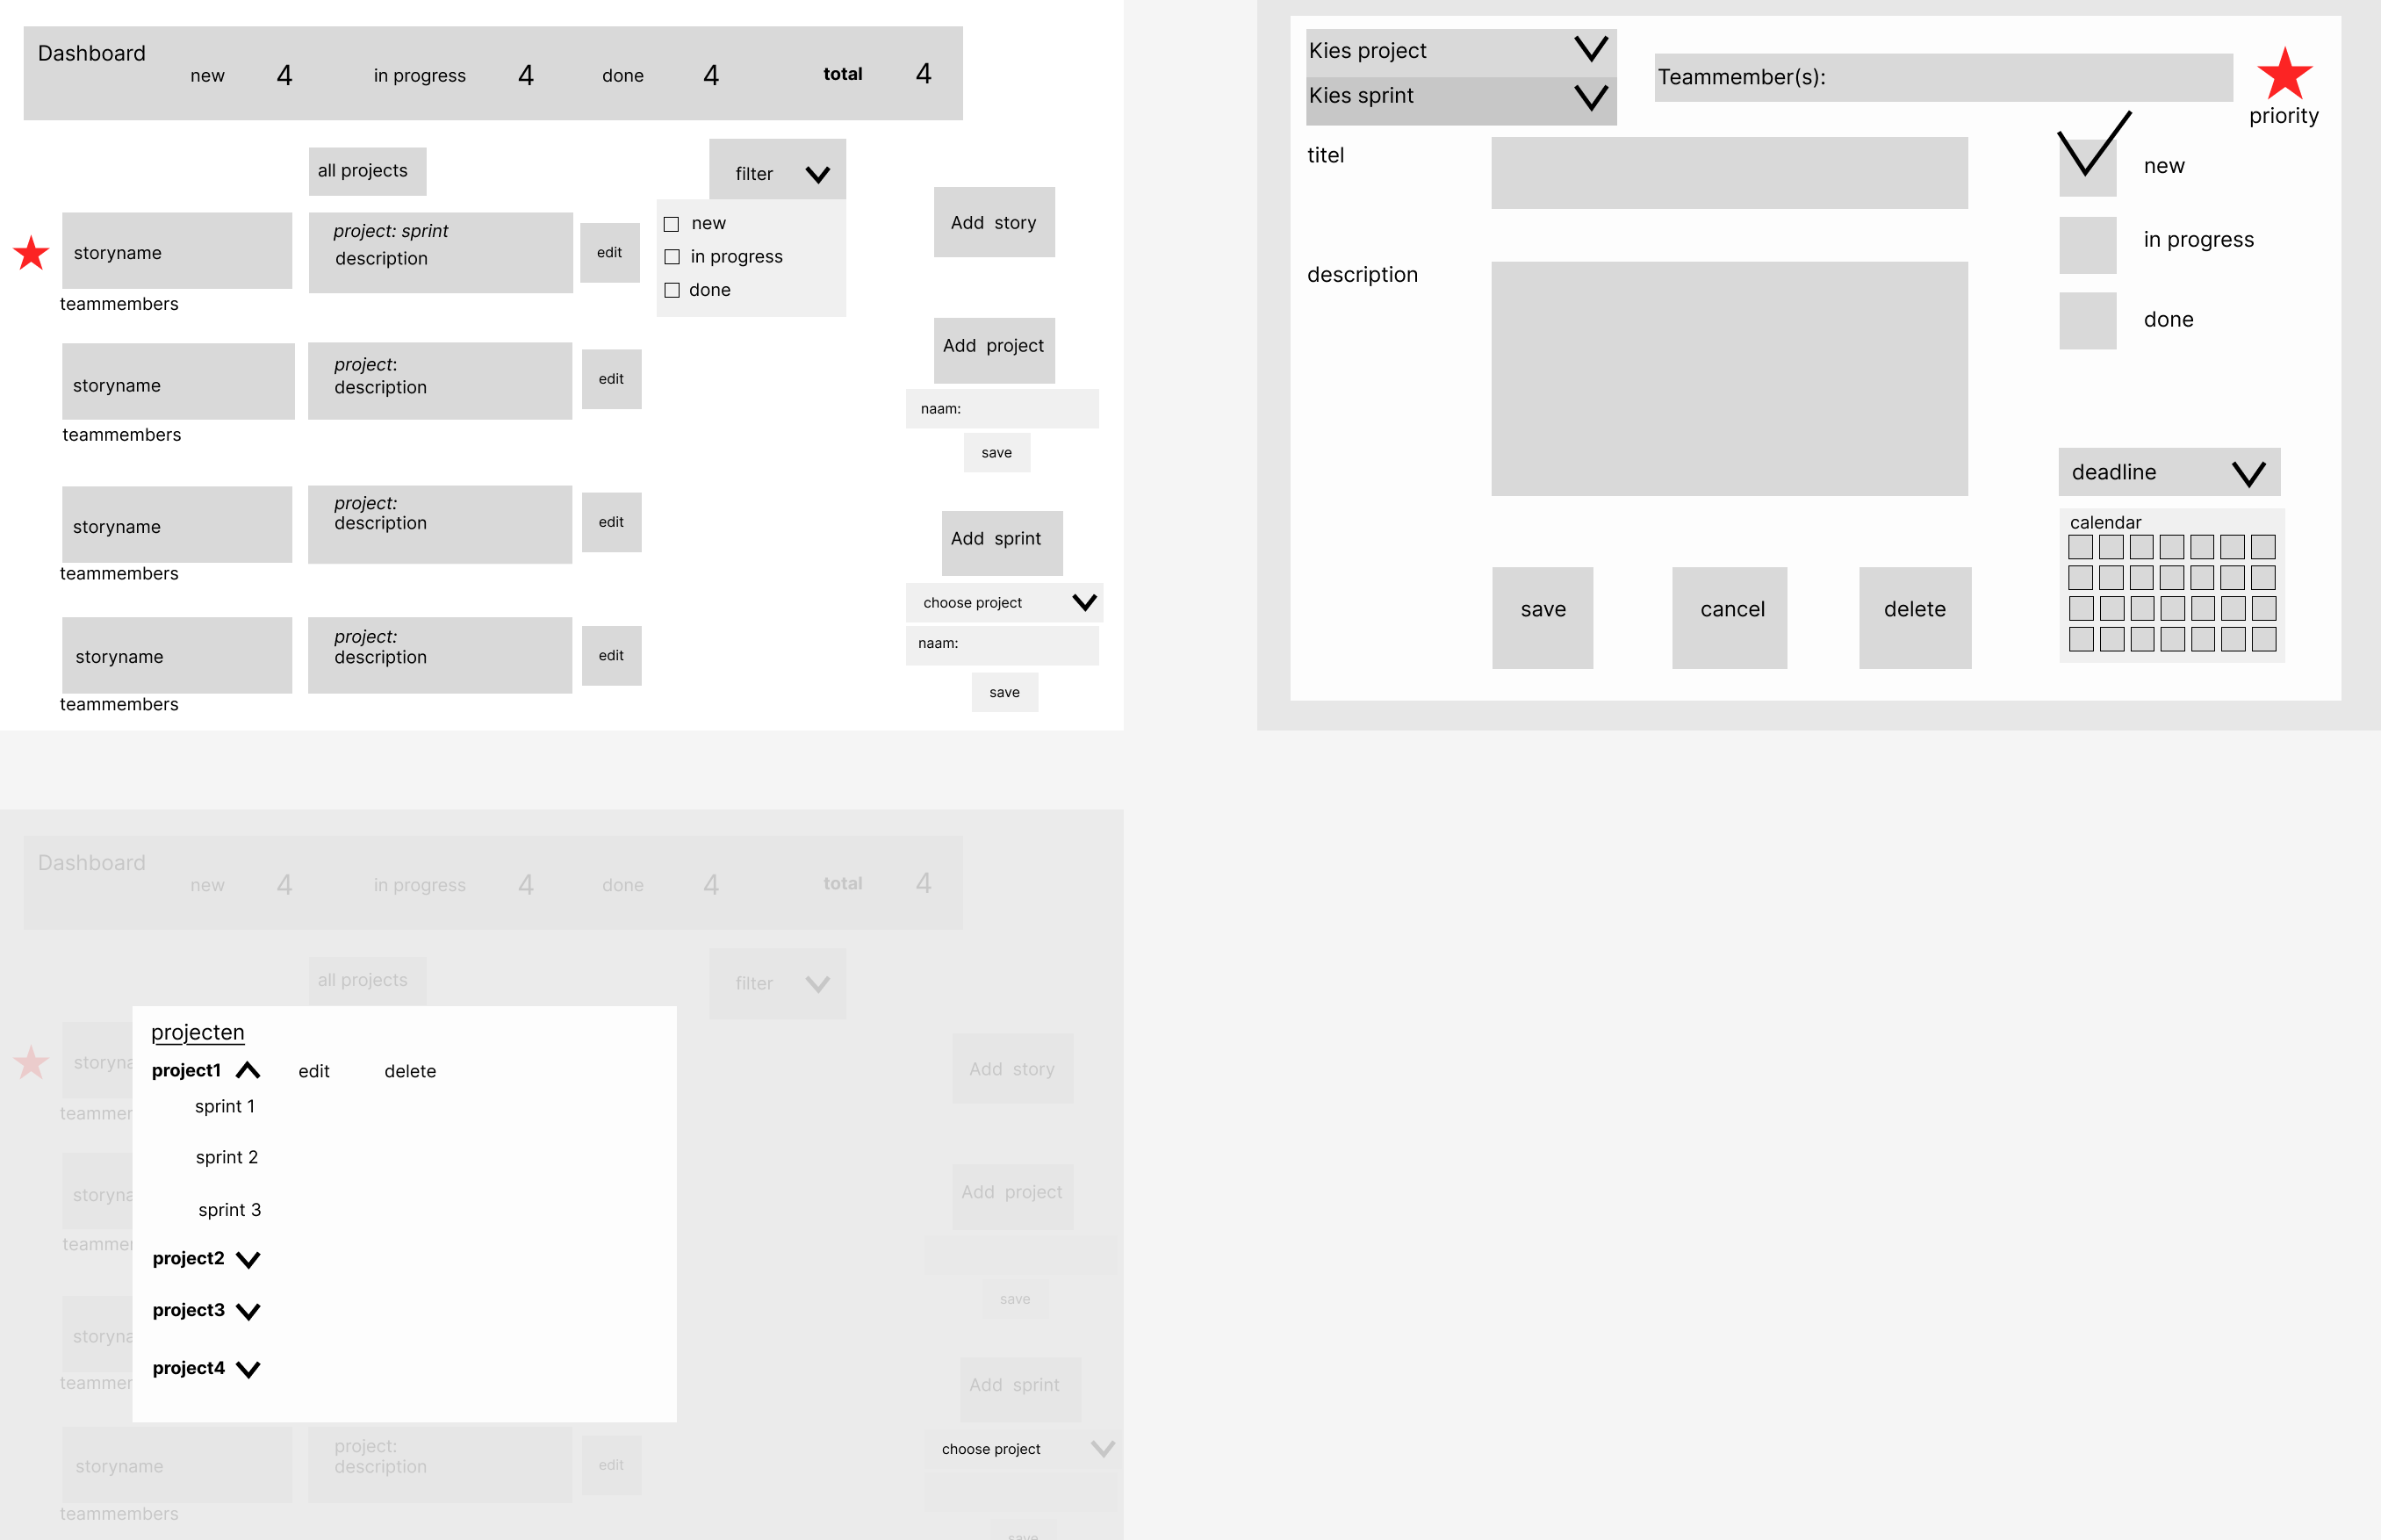 Dashboard
new 4 in progress 4 done 4 total 4
all projects
filter
new
in progress
done
storyname
project: sprint
description
edit
teammembers
storyname
project:
description
edit
teammembers
storyname
project:
description
edit
teammembers
storyname
project:
description
edit
teammembers
Add story
Add project
naam:
save
Add sprint
choose project
naam:
save
Kies project
Kies sprint
Teammember(s):
priority
titel
description
new
in progress
done
deadline
calendar
save
cancel
delete
Dashboard
new 4 in progress 4 done 4 total 4
all projects
filter
storyna
teammer
storyna
teammer
storyna
teammer
storyname
project:
description
edit
teammembers
projecten
project1 edit delete
sprint 1
sprint 2
sprint 3
project2
project3
project4
Add story
Add project
save
Add sprint
choose project
save